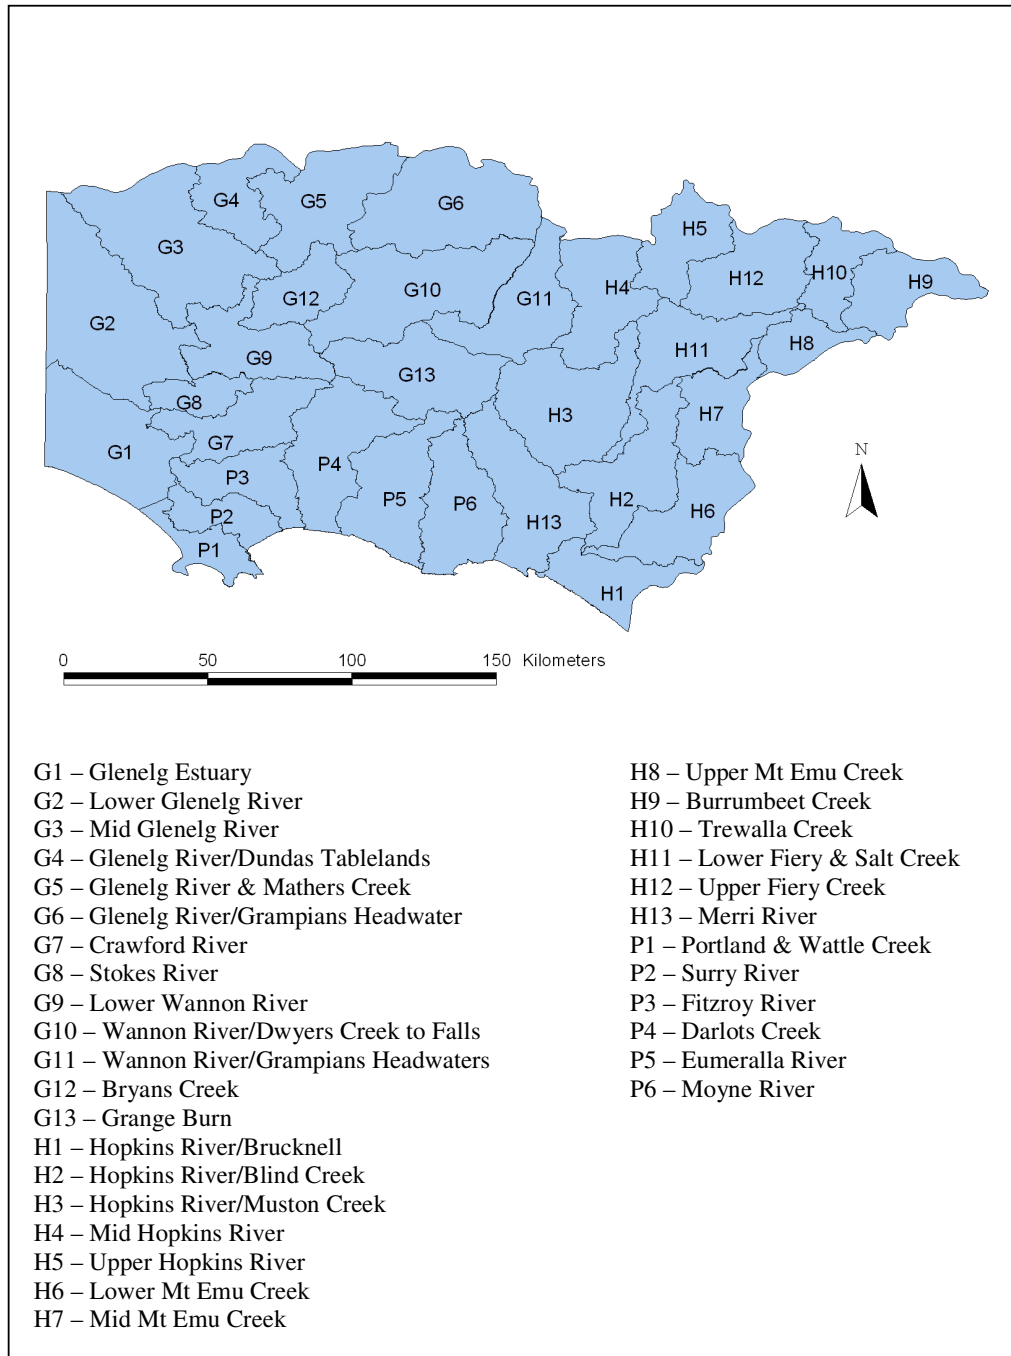 G4
G5
G6
H5
G3
H12
H10
H9
G12
G10
G11
H4
G2
H8
G9
H11
G13
G8
H3
H7
G1
G7
P4
N
P3
P5
P6
H2
P2
H13
H6
P1
H1
0 50 100 150 Kilometers
G1 – Glenelg Estuary
G2 – Lower Glenelg River
G3 – Mid Glenelg River
G4 – Glenelg River/Dundas Tablelands
G5 – Glenelg River & Mathers Creek
G6 – Glenelg River/Grampians Headwater
G7 – Crawford River
G8 – Stokes River
G9 – Lower Wannon River
G10 – Wannon River/Dwyers Creek to Falls
G11 – Wannon River/Grampians Headwaters
G12 – Bryans Creek
G13 – Grange Burn
H1 – Hopkins River/Brucknell
H2 – Hopkins River/Blind Creek
H3 – Hopkins River/Muston Creek
H4 – Mid Hopkins River
H5 – Upper Hopkins River
H6 – Lower Mt Emu Creek
H7 – Mid Mt Emu Creek
H8 – Upper Mt Emu Creek
H9 – Burrumbeet Creek
H10 – Trewalla Creek
H11 – Lower Fiery & Salt Creek
H12 – Upper Fiery Creek
H13 – Merri River
P1 – Portland & Wattle Creek
P2 – Surry River
P3 – Fitzroy River
P4 – Darlots Creek
P5 – Eumeralla River
P6 – Moyne River